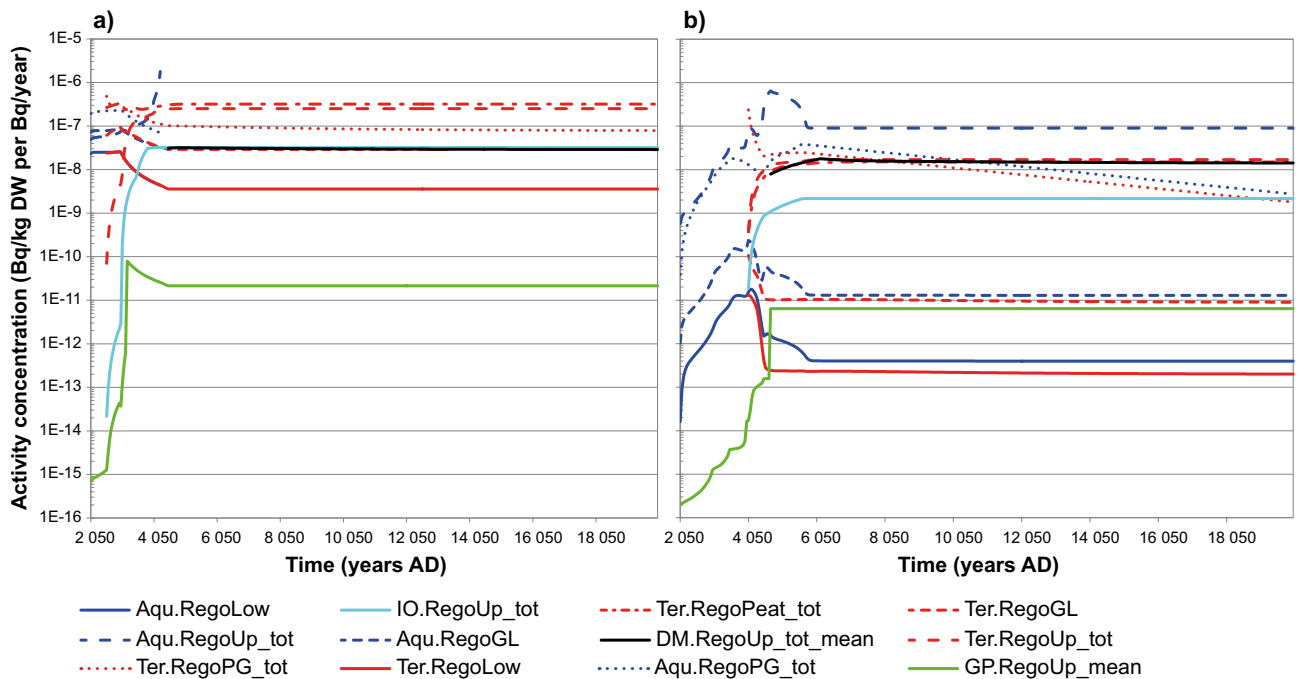 a)
b)
Activity concentration (Bq/kg DW per Bq/year)
1E-5
1E-6
1E-7
1E-8
1E-9
1E-10
1E-11
1E-12
1E-13
1E-14
1E-15
1E-16
2 050 4 050 6 050 8 050 10 050 12 050 14 050 16 050 18 050
2 050 4 050 6 050 8 050 10 050 12 050 14 050 16 050 18 050
Time (years AD)
Time (years AD)
Aqu.RegoLow IO.RegoUp_tot Ter.RegoPeat_tot Ter.RegoGL
Aqu.RegoUp_tot Aqu.RegoGL DM.RegoUp_tot_mean Ter.RegoUp_tot
Ter.RegoPG_tot Ter.RegoLow Aqu.RegoPG_tot GP.RegoUp_mean